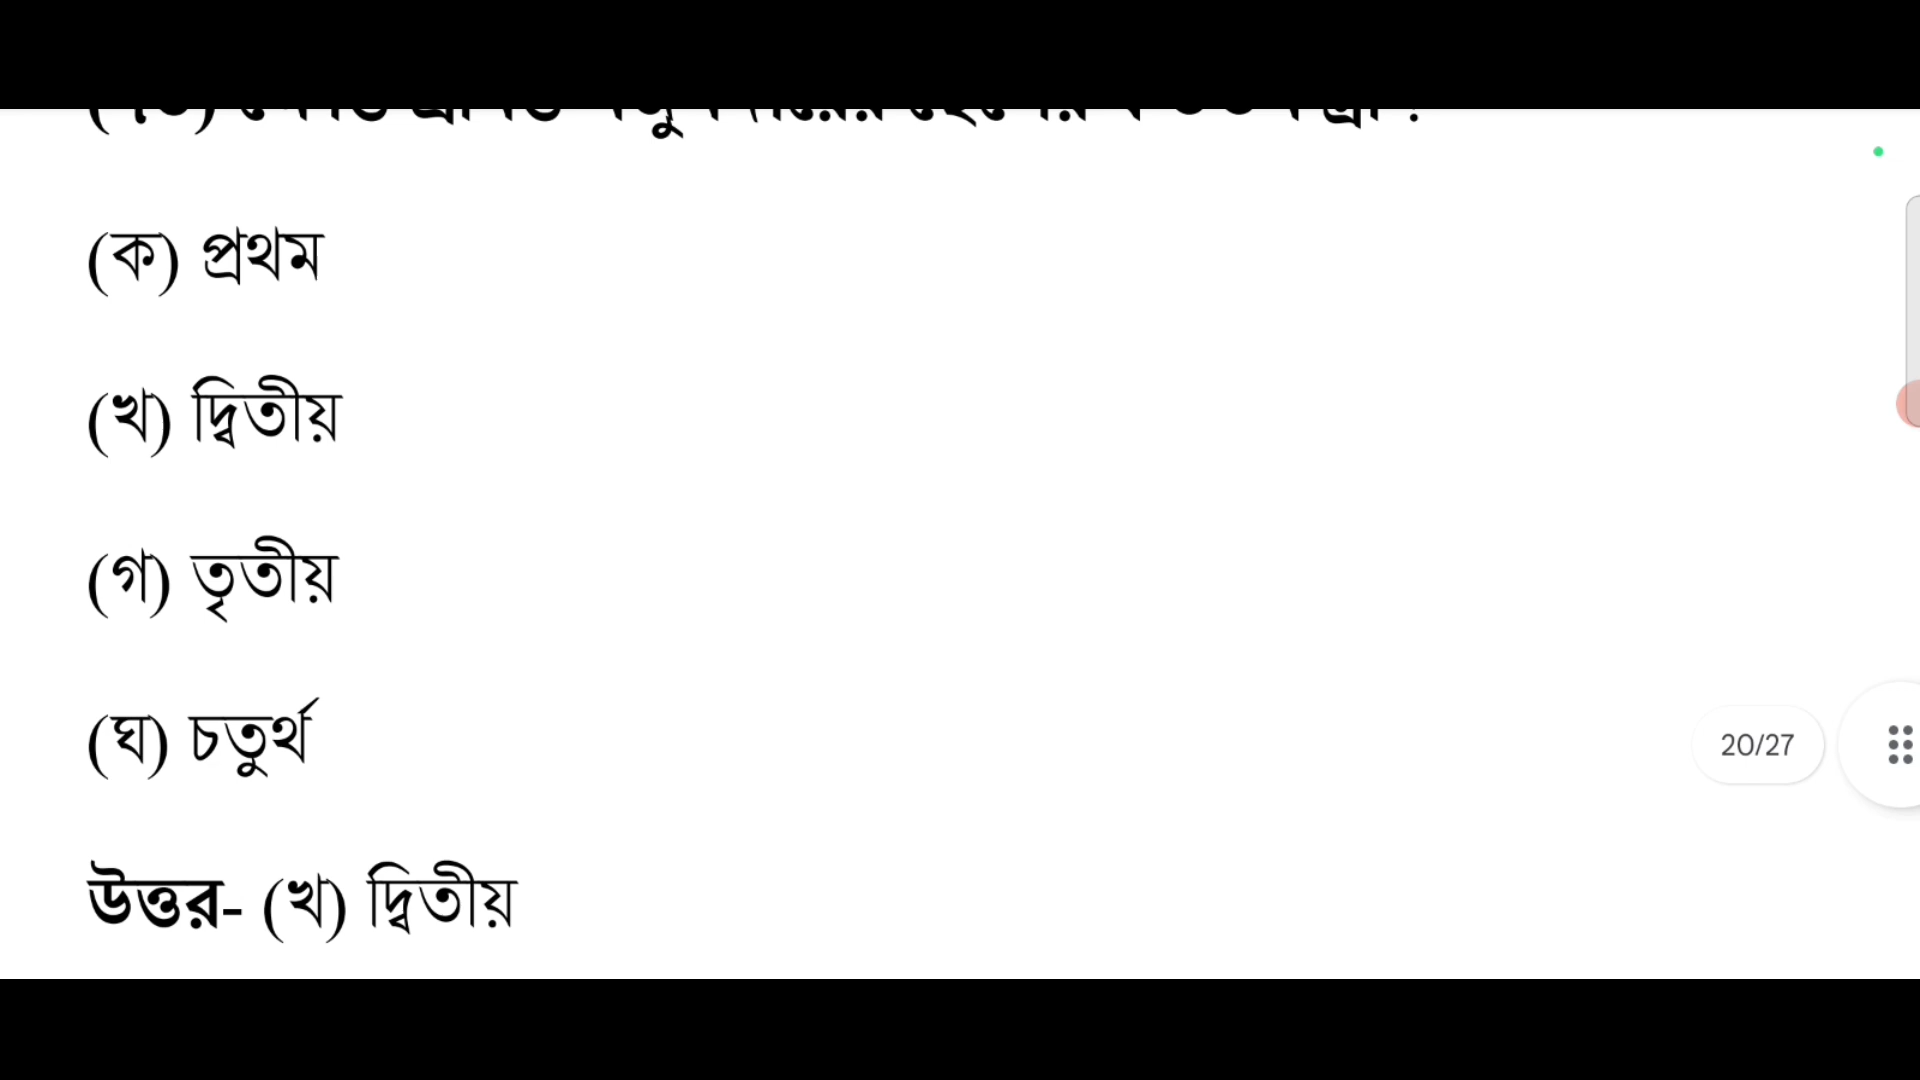 (ক) প্রথম
(খ) দ্বিতীয়
(গ) তৃতীয়
(ঘ) চতুর্থ
20/27
উত্তর- (খ) দ্বিতীয়